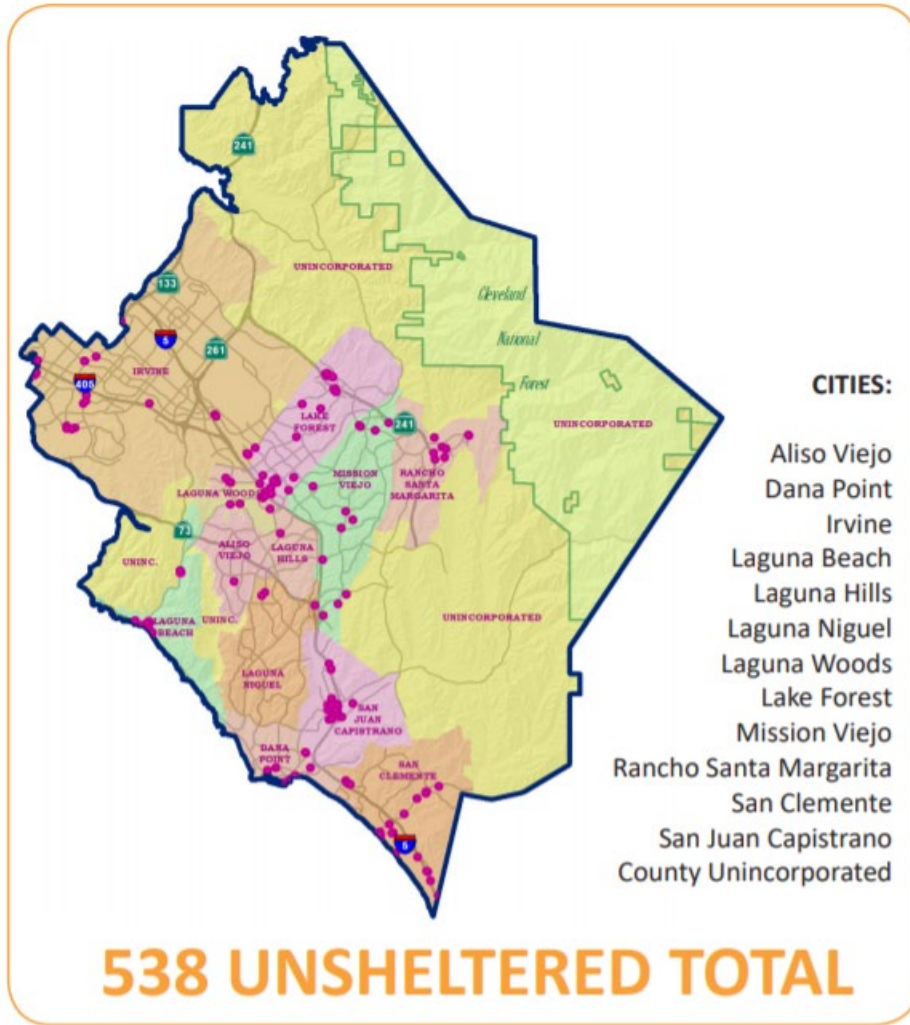 241
UNINCORPORATED
133
Cleveland
National
Forest
5
261
IRVINE
405
CITIES:
LAKE
FOREST
241
UNINCORPORATED
Aliso Viejo
MISSION
VIEJO
RANCHO
SANTA
MARGARITA
Dana Point
LAGUNA WOODS
Irvine
73
ALISO
VIEJO
LAGUNA
HILLS
UNINC.
Laguna Beach
Laguna Hills
LAGUNA
BEACH
UNINC.
UNINCORPORATED
Laguna Niguel
Laguna Woods
LAGUNA
NIGUEL
Lake Forest
SAN
JUAN
CAPISTRANO
Mission Viejo
DANA
POINT
SAN
CLEMENTE
Rancho Santa Margarita
San Clemente
5
San Juan Capistrano
County Unincorporated
538 UNSHELTERED TOTAL